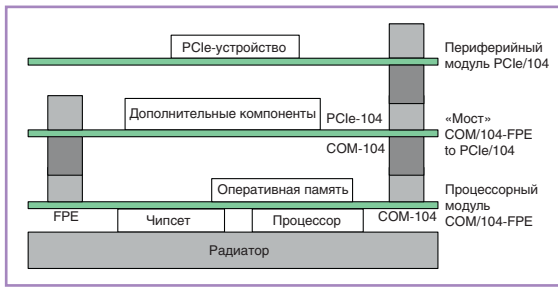 PCIe-устройство
Периферийный
модуль PCIe/104
Дополнительные компоненты
PCIe-104
COM-104
«Мост»
COM/104-FPE
to PCIe/104
Оперативная память
Процессорный
модуль
COM/104-FPE
FPE
Чипсет
Процессор
COM-104
Радиатор